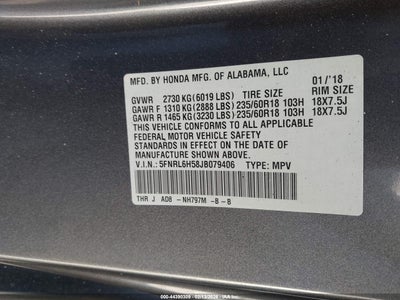 MFD. BY HONDA MFG. OF ALABAMA, LLC 01/'18
GVWR 2730 KG(6019 LBS) TIRE SIZE RIM SIZE
GAWR F 1310 KG(2888 LBS)235/60R18 103H 18X7.5J
GAWR R 1465 KG(3230 LBS)235/60R18 103H 18X7.5J
THIS VEHICLE CONFORMS TO ALL APPLICABLE
FEDERAL MOTOR VEHICLE SAFETY
STANDARDS IN EFFECT ON THE DATE OF
MANUFACTURE SHOWN ABOVE.
V.I.N.: 5FNRL6H58JB079406 TYPE: MPV
THR J AO8 -NH797M -B-B